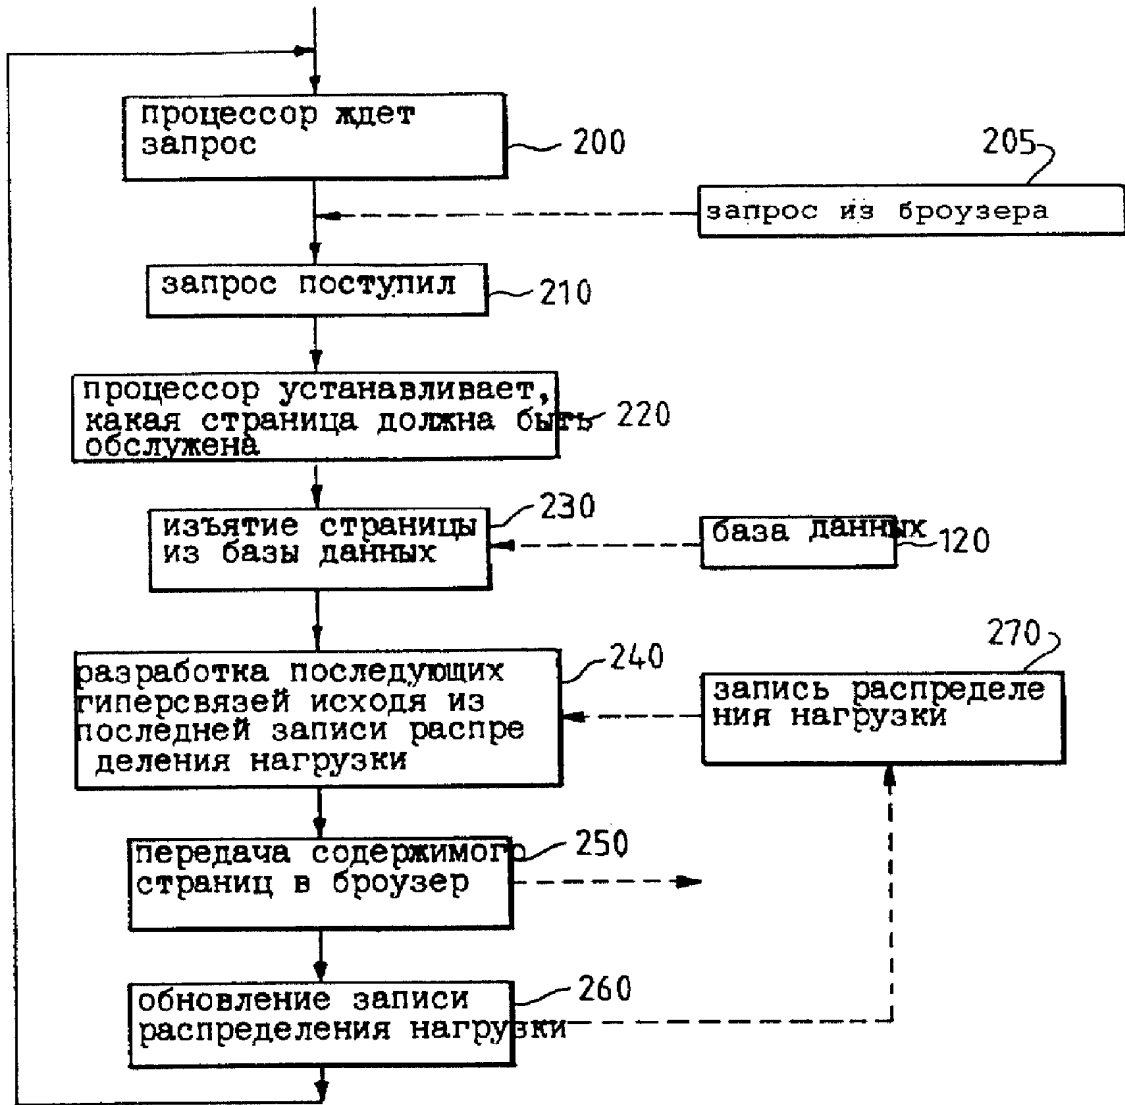 процессор ждет
запрос
200
205
запрос из броузера
запрос поступил
210
процессор устанавливает,
какая страница должна быть
обслужена
220
230
изъятие страницы
из базы данных
база данных
120
240
разработка последующих
гиперсвязей исходя из
последней записи распре
деления нагрузки
270
запись распределе
ния нагрузки
передача содержимого
страниц в броузер
250
обновление записи
распределения нагрузки
260